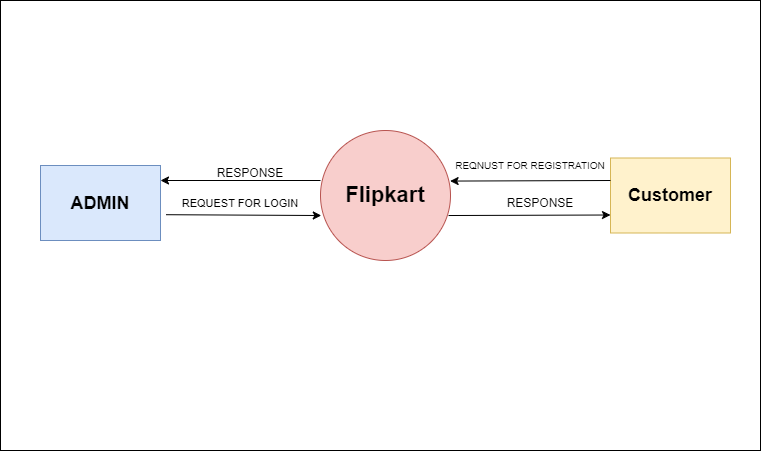 RESPONSE
REQNUST FOR REGISTRATION
ADMIN
REQUEST FOR LOGIN
Flipkart
RESPONSE
Customer